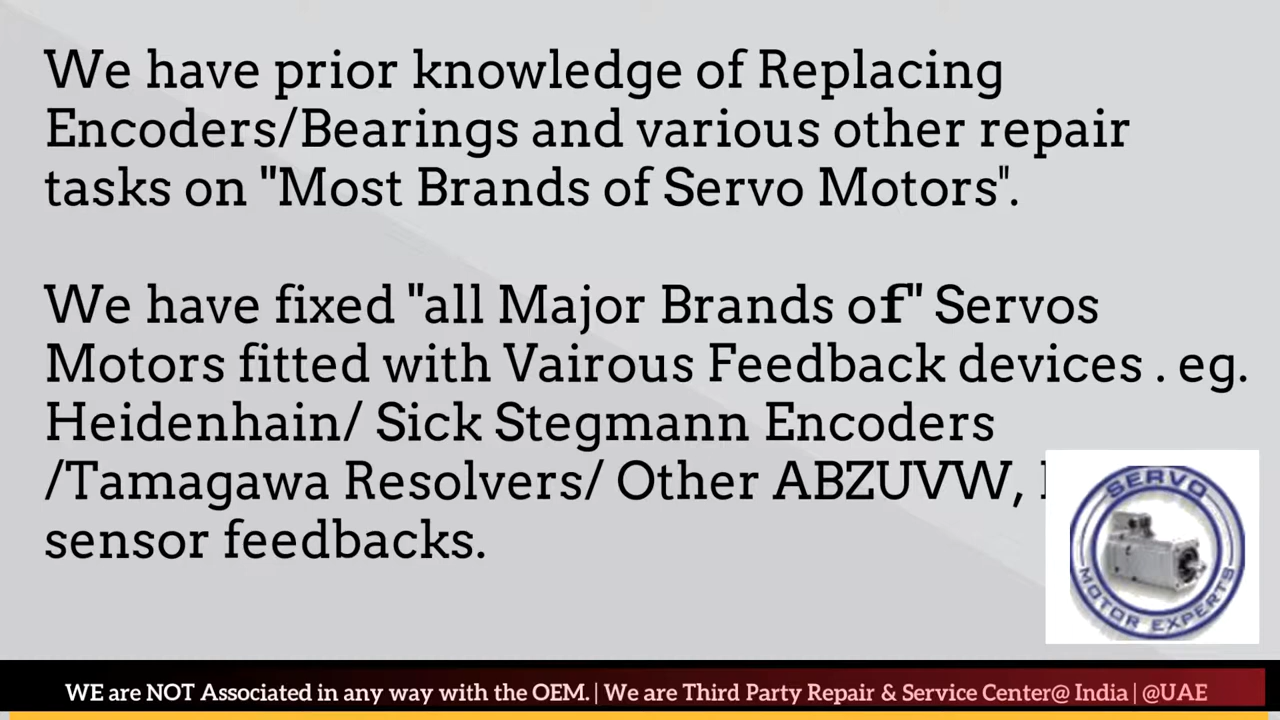 We have prior knowledge of Replacing
Encoders/Bearings and various other repair
tasks on "Most Brands of Servo Motors".
We have fixed "all Major Brands of" Servos
Motors fitted with Vairous Feedback devices . eg.
Heidenhain/ Sick Stegmann Encoders
/Tamagawa Resolvers/ Other ABZUVW,
sensor feedbacks.
SERVO
MOTOR EXPERTS
WE are NOT Associated in any way with the OEM. | We are Third Party Repair & Service Center@ India | @UAE